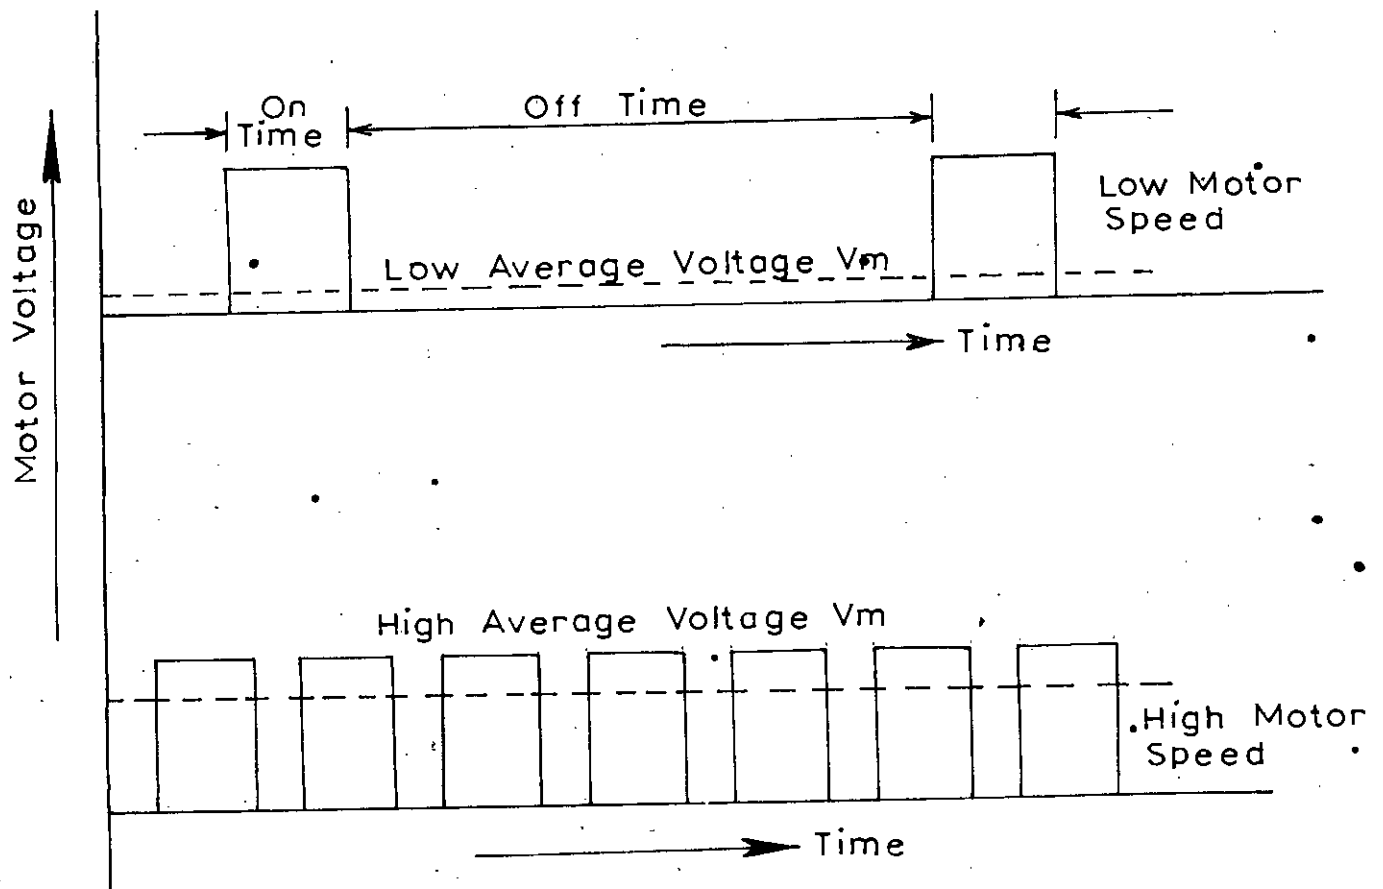 On
Time
Off Time
Low Motor
Speed
Low Average Voltage Vm
Time
Motor Voltage
High Average Voltage Vm
High Motor
Speed
Time